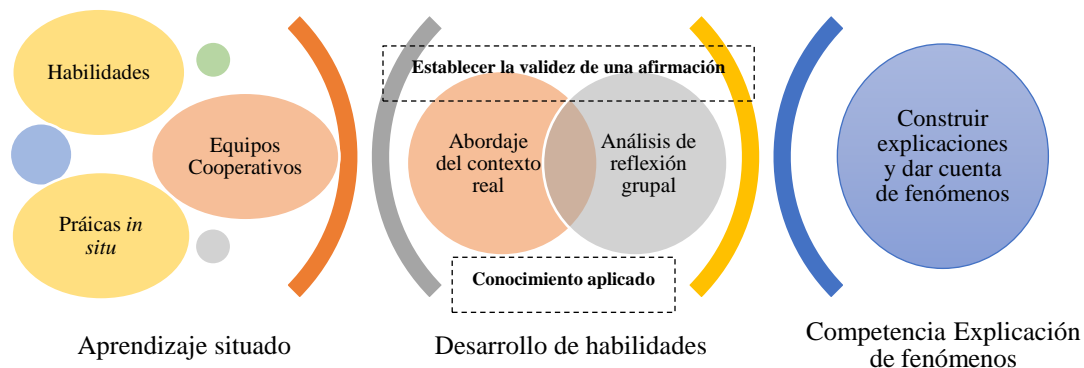 Habilidades
Equipos
Cooperativos
Práicas in
situ
Aprendizaje situado
Establecer la validez de una afirmación
Abordaje
del contexto
real
Análisis de
reflexión
grupal
Conocimiento aplicado
Desarrollo de habilidades
Construir
explicaciones
y dar cuenta
de fenómenos
Competencia Explicación
de fenómenos